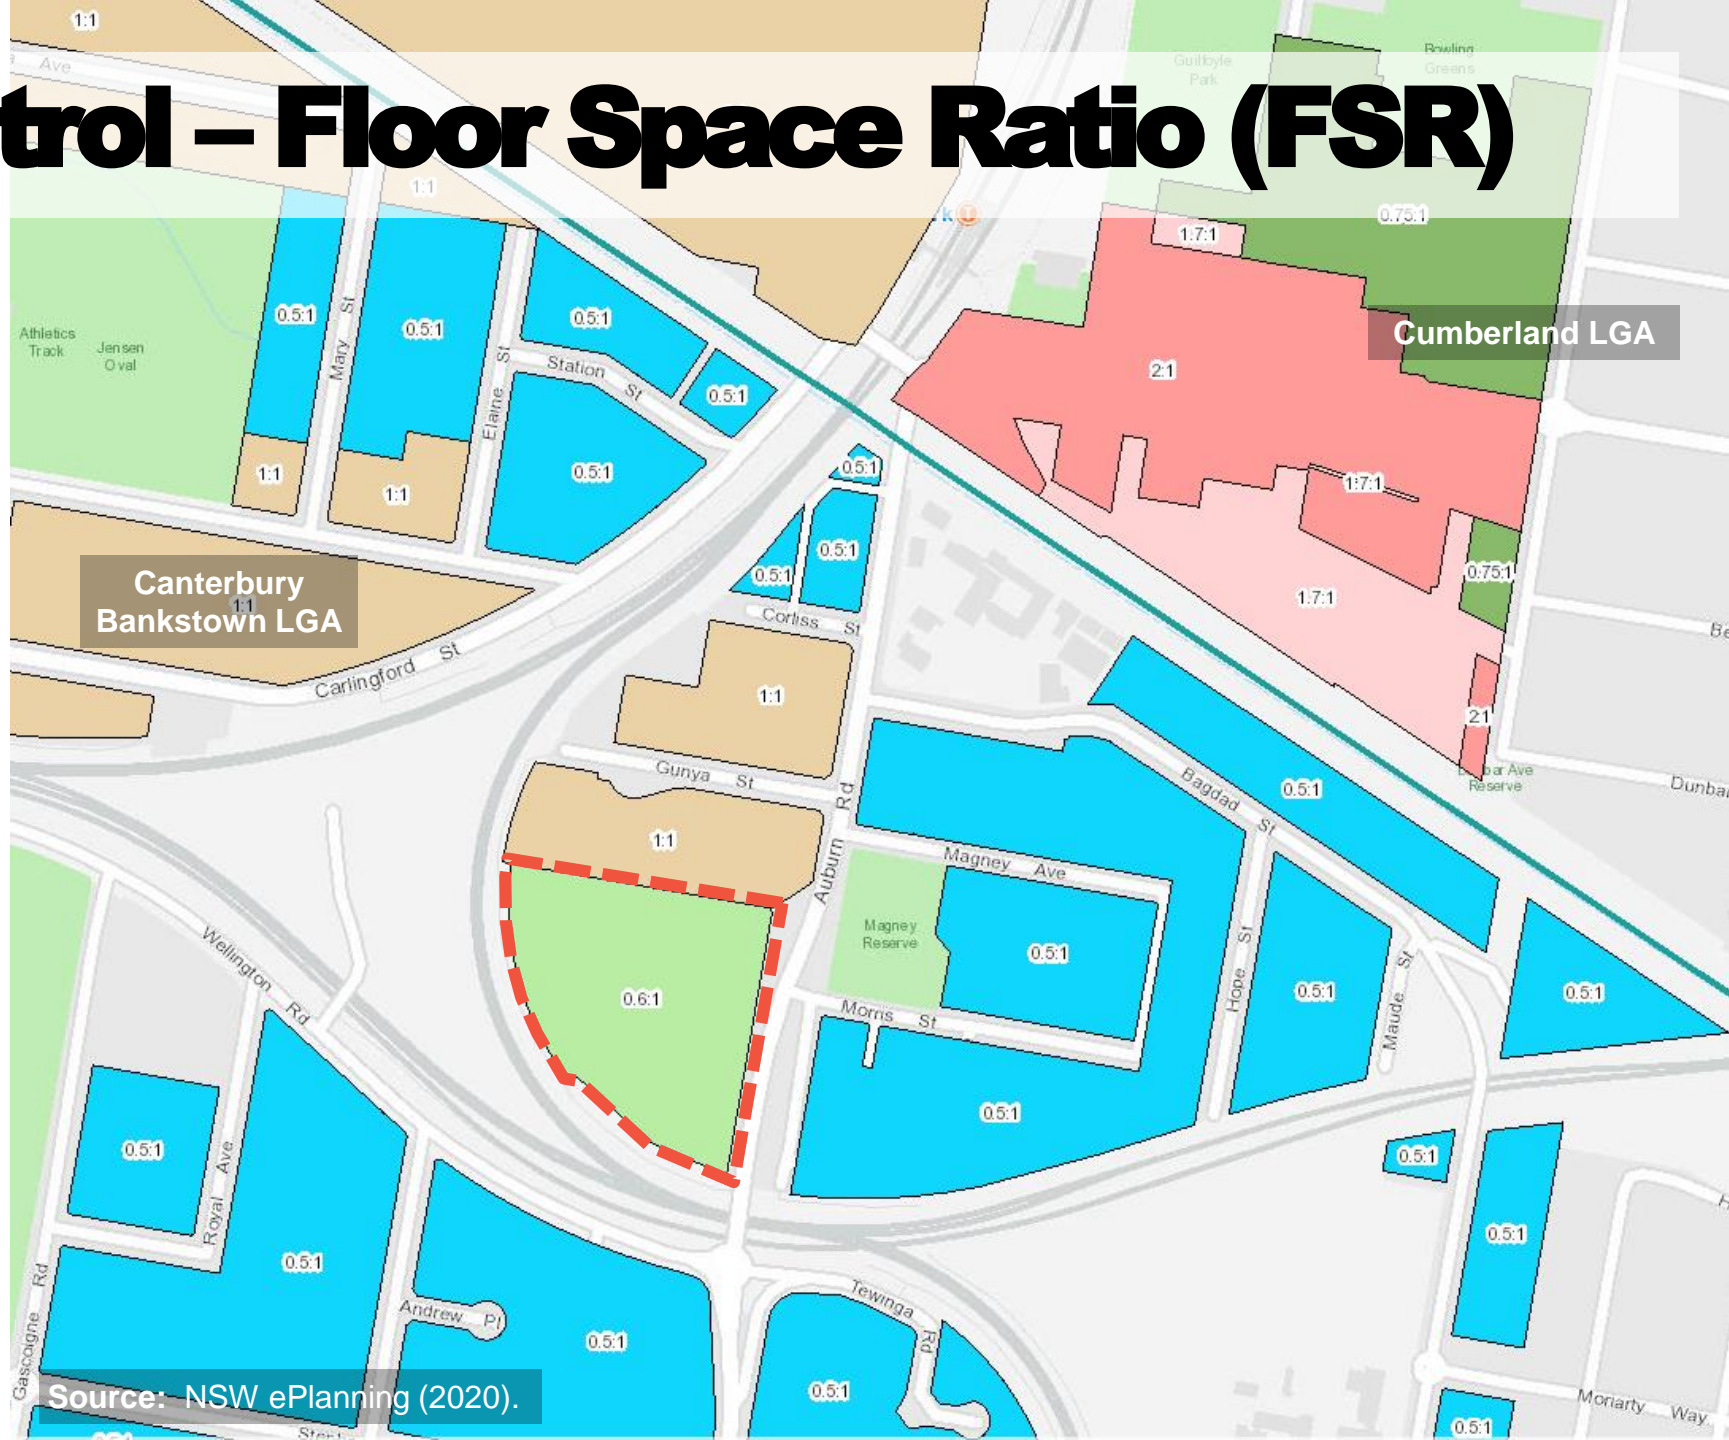 1:1
Ave
Guilfoyle
Park
Bowling
Greens
trol – Floor Space Ratio (FSR)
1:1
0.75:1
1:7:1
0.5:1
0.5:1
0.5:1
Mary St
Elaine St
Station St
Athletics
Track
Jensen
Oval
Cumberland LGA
2:1
0.5:1
0.5:1
0.5:1
1:1
1:1
1:7:1
0.5:1
0.5:1
0.75:1
Canterbury
Bankstown LGA
1:1
1:7:1
Corliss St
Carlingford St
1:1
2:1
Gunya St
Dunbar Ave
Reserve
Bagdad St
0.5:1
Auburn Rd
1:1
Magney Ave
Magney
Reserve
0.5:1
Hope St
Maude St
0.5:1
0.5:1
Wellington Rd
0.6:1
Morris St
0.5:1
0.5:1
Royal Ave
0.5:1
0.5:1
0.5:1
Gascoigne Rd
Andrew Pl
0.5:1
Tewinga Rd
0.5:1
Source: NSW ePlanning (2020).
Moriarty Way
0.5:1